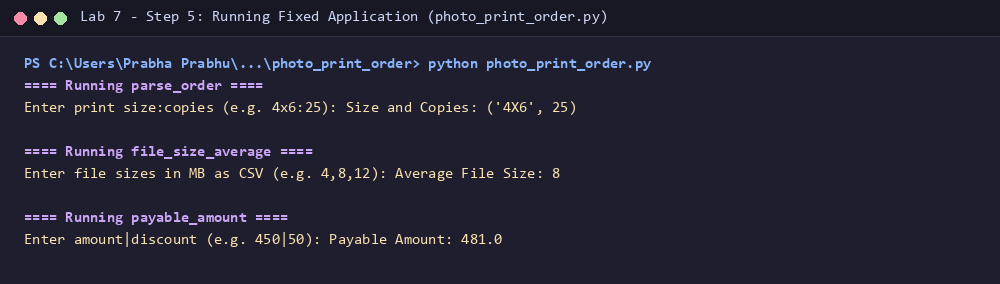 Lab 7 - Step 5: Running Fixed Application (photo_print_order.py)
PS C:\Users\Prabha Prabhu\...\photo_print_order> python photo_print_order.py
==== Running parse_order ====
Enter print size:copies (e.g. 4x6:25): Size and Copies: ('4X6', 25)
==== Running file_size_average ====
Enter file sizes in MB as CSV (e.g. 4,8,12): Average File Size: 8
==== Running payable_amount ====
Enter amount|discount (e.g. 450|50): Payable Amount: 481.0